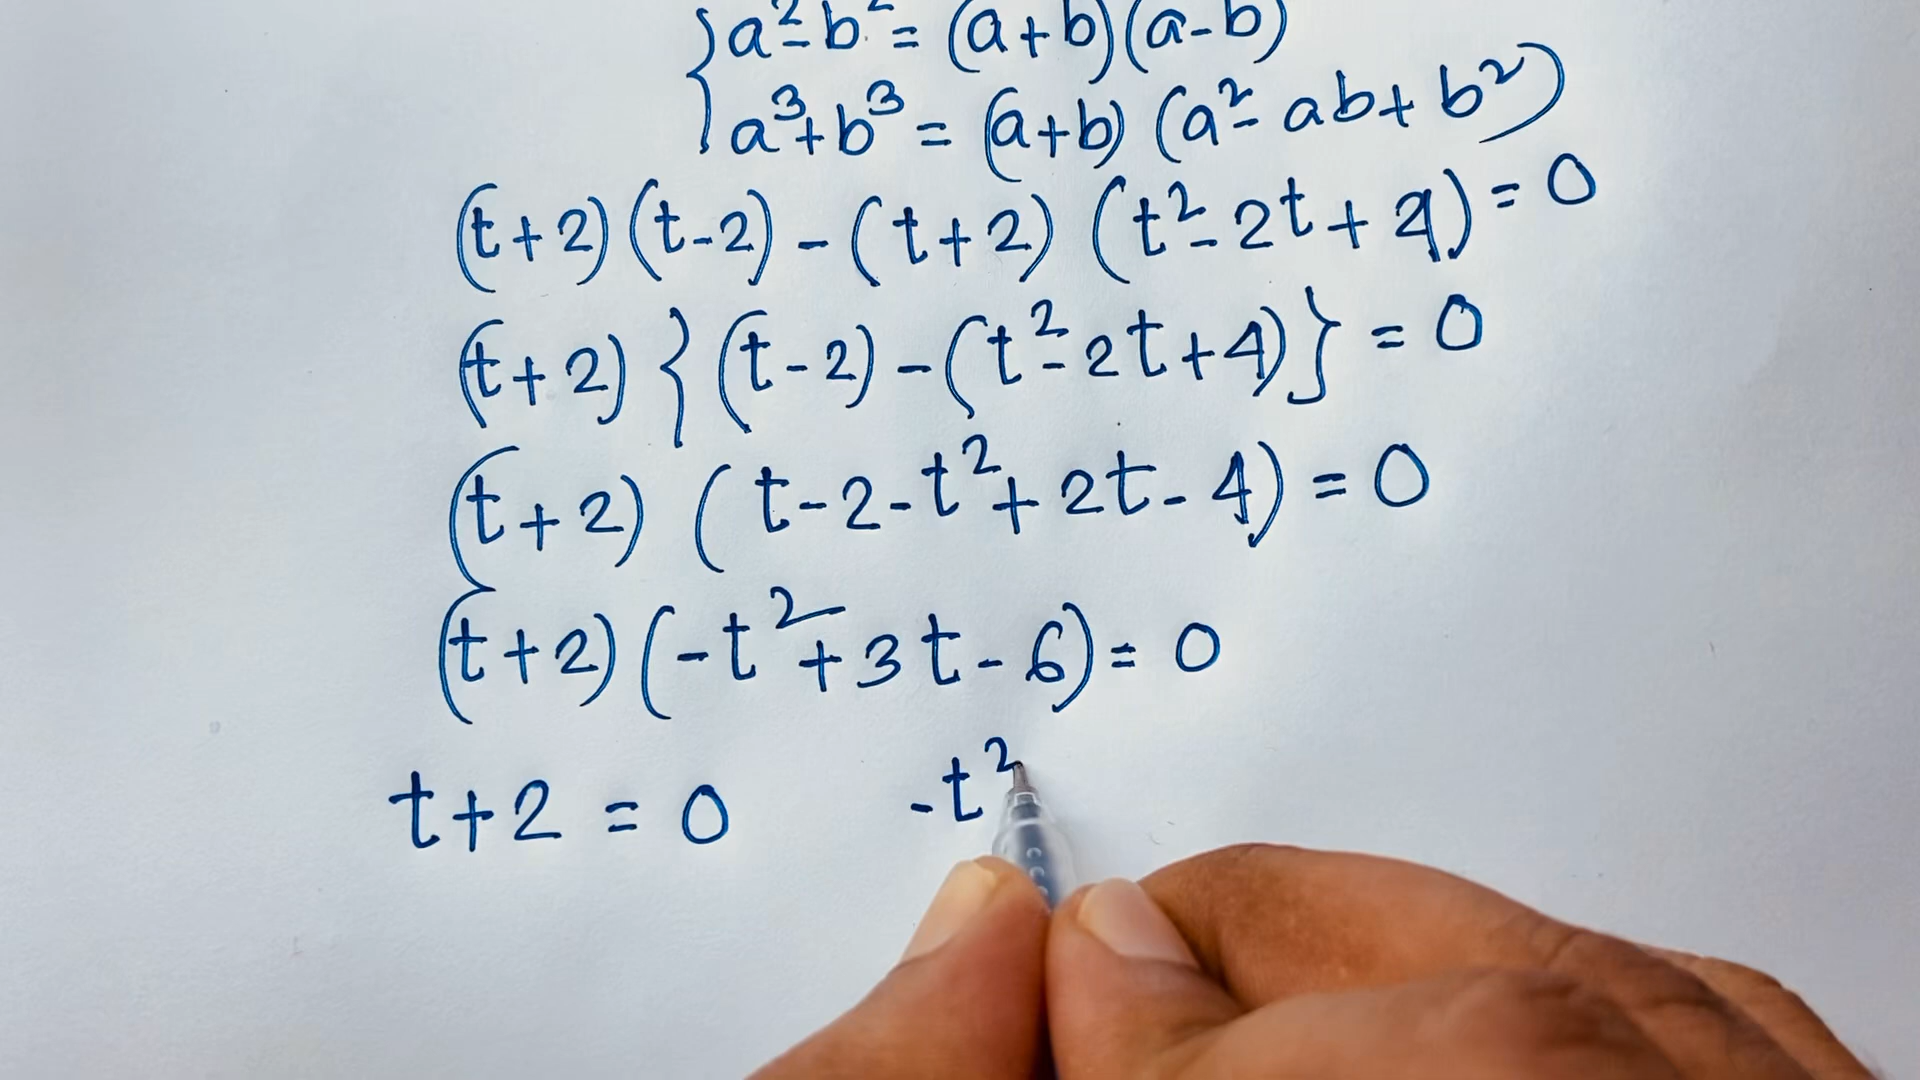 a²-b² = (a+b)(a-b)
a³+b³ = (a+b) (a²-ab+b²)
(t+2)(t-2)-(t+2) (t²-2t+4)=0
(t+2){(t-2)-(t²-2t+4)}=0
(t+2) (t-2-t²+2t-4)=0
(t+2)(-t²+3t-6)=0
t+2=0 -t²